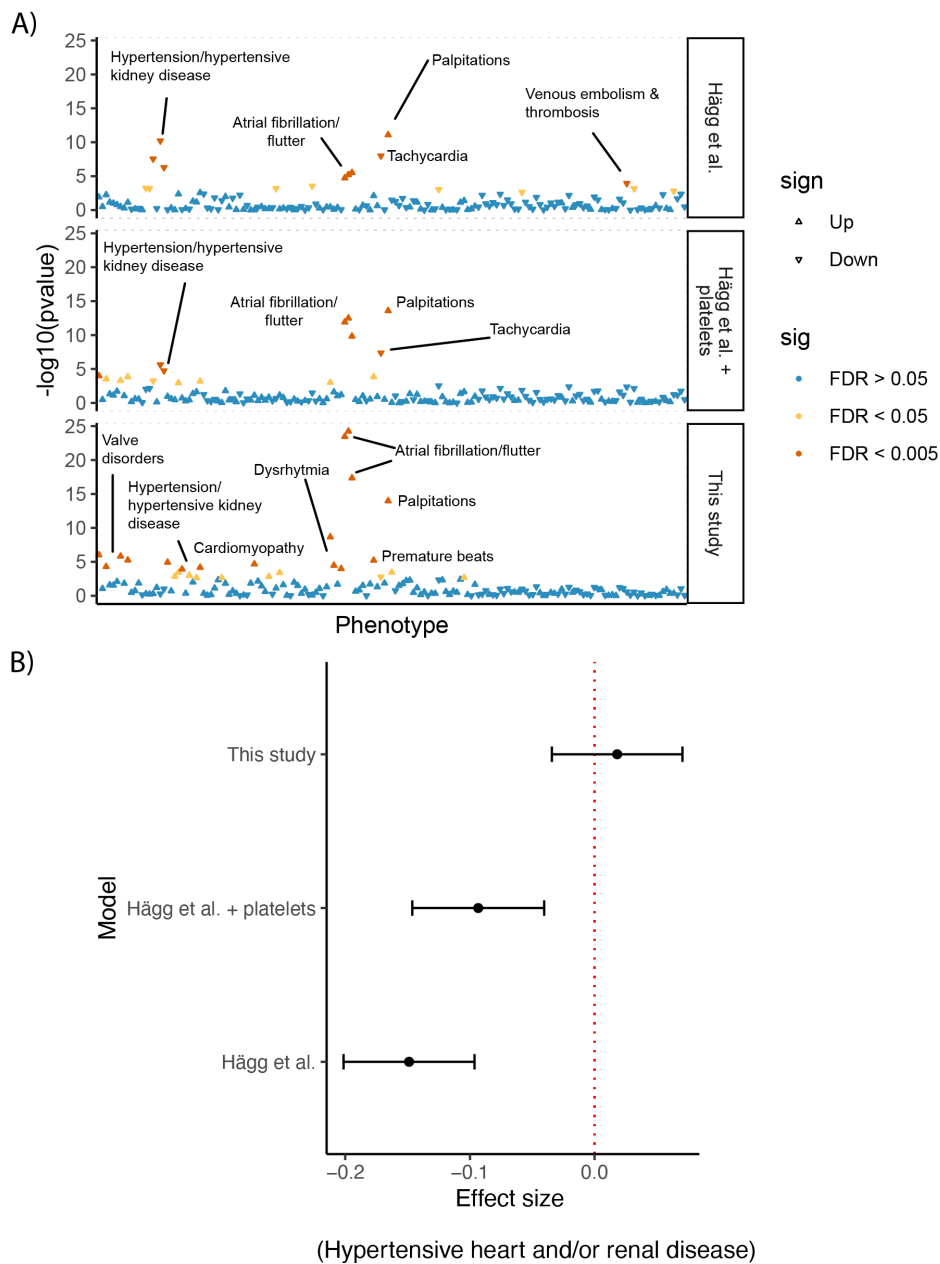 A)
-log10(pvalue)
25
20
15
10
5
0
Hypertension/hypertensive
kidney disease
Atrial fibrillation/
flutter
Palpitations
Tachycardia
Venous embolism &
thrombosis
Hägg et al.
25
20
15
10
5
0
Hypertension/hypertensive
kidney disease
Atrial fibrillation/
flutter
Palpitations
Tachycardia
Hägg et al. +
platelets
25
20
15
10
5
0
Valve
disorders
Hypertension/
hypertensive kidney
disease
Cardiomyopathy
Dysrhytmia
Atrial fibrillation/flutter
Palpitations
Premature beats
This study
Phenotype
sign
Up
Down
sig
FDR > 0.05
FDR < 0.05
FDR < 0.005
B)
Model
This study
Hägg et al. + platelets
Hägg et al.
−0.2
−0.1
0.0
Effect size
(Hypertensive heart and/or renal disease)